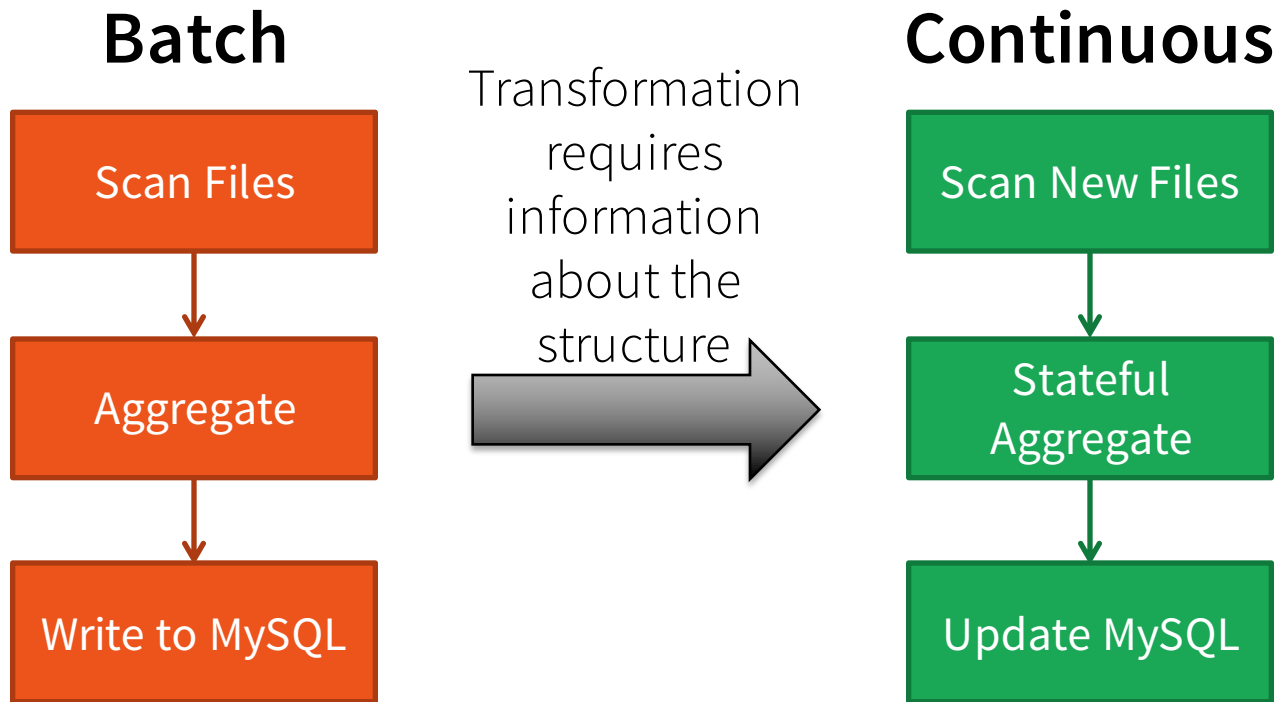 Batch
Scan Files
Aggregate
Write to MySQL
Transformation
requires
information
about the
structure
Continuous
Scan New Files
Stateful
Aggregate
Update MySQL